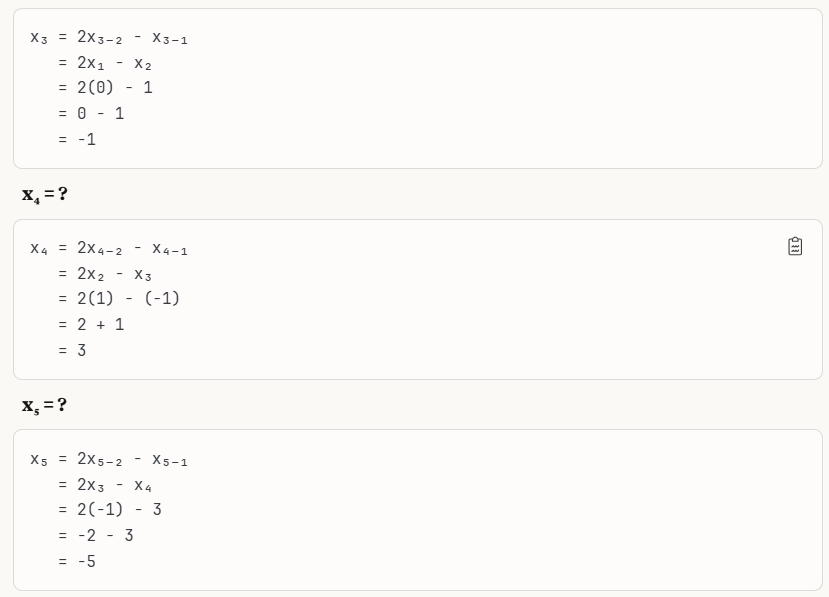 x₃ = 2x₃₋₂ - x₃₋₁
= 2x₁ - x₂
= 2(0) - 1
= 0 - 1
= -1
x₄ = ?
x₄ = 2x₄₋₂ - x₄₋₁
= 2x₂ - x₃
= 2(1) - (-1)
= 2 + 1
= 3
x₅ = ?
x₅ = 2x₅₋₂ - x₅₋₁
= 2x₃ - x₄
= 2(-1) - 3
= -2 - 3
= -5